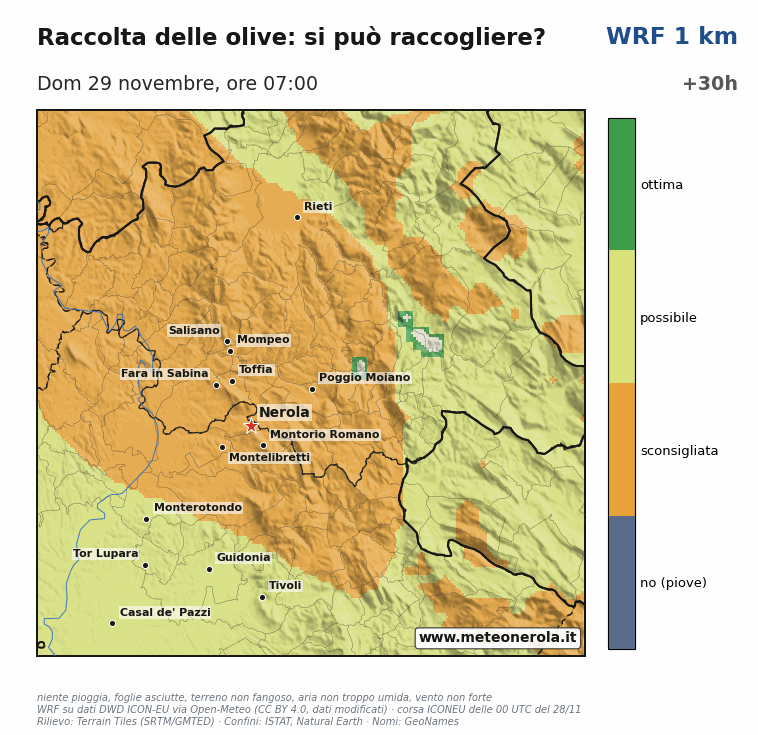 Raccolta delle olive: si può raccogliere?
WRF 1 km
Dom 29 novembre, ore 07:00
+30h
ottima
possibile
sconsigliata
no (piove)
Rieti
Salisano
Mompeo
Toffia
Fara in Sabina
Poggio Moiano
Nerola
Montorio Romano
Montelibretti
Monterotondo
Tor Lupara
Guidonia
Tivoli
Casal de' Pazzi
www.meteonerola.it
niente pioggia, foglie asciutte, terreno non fangoso, aria non troppo umida, vento non forte
WRF su dati DWD ICON-EU via Open-Meteo (CC BY 4.0, dati modificati) · corsa ICONEU delle 00 UTC del 28/11
Rilievo: Terrain Tiles (SRTM/GMTED) · Confini: ISTAT, Natural Earth · Nomi: GeoNames